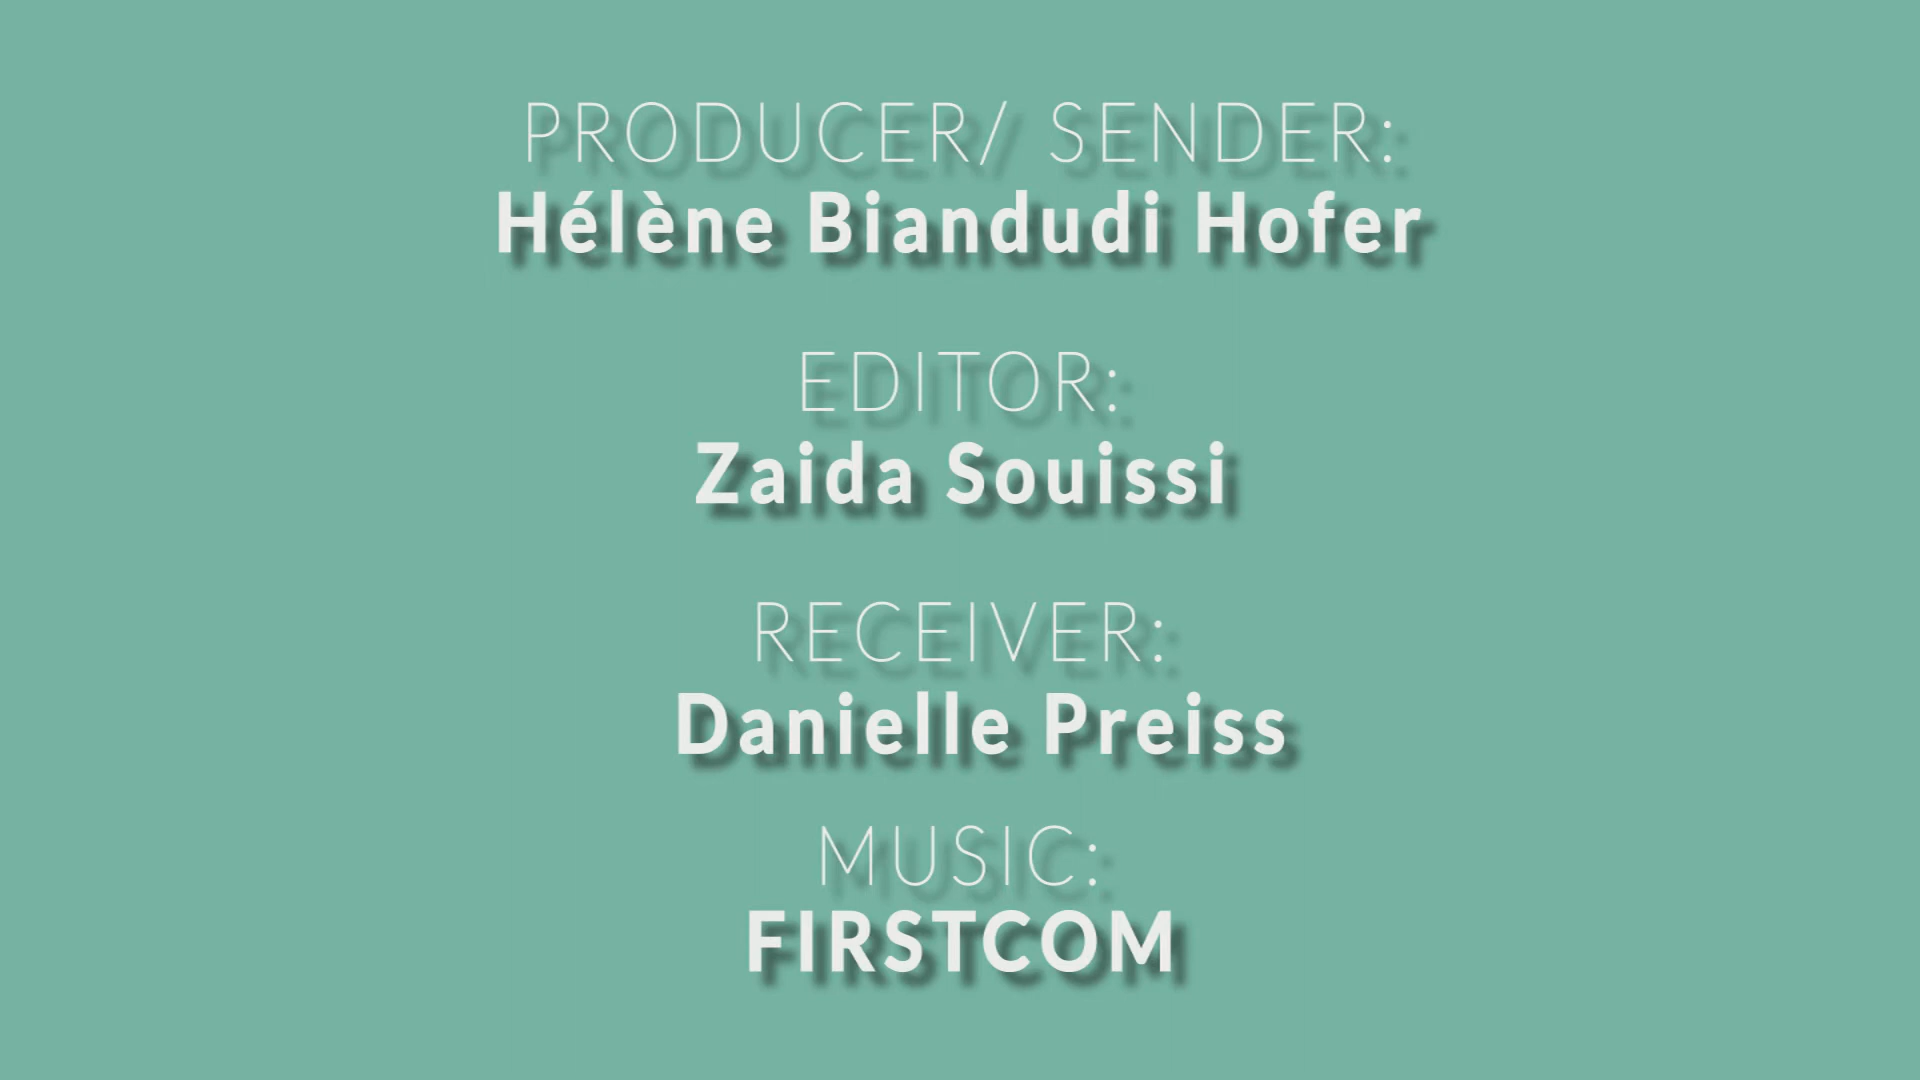 PRODUCER/ SENDER:
Hélène Biandudi Hofer
EDITOR:
Zaida Souissi
RECEIVER:
Danielle Preiss
MUSIC:
FIRSTCOM